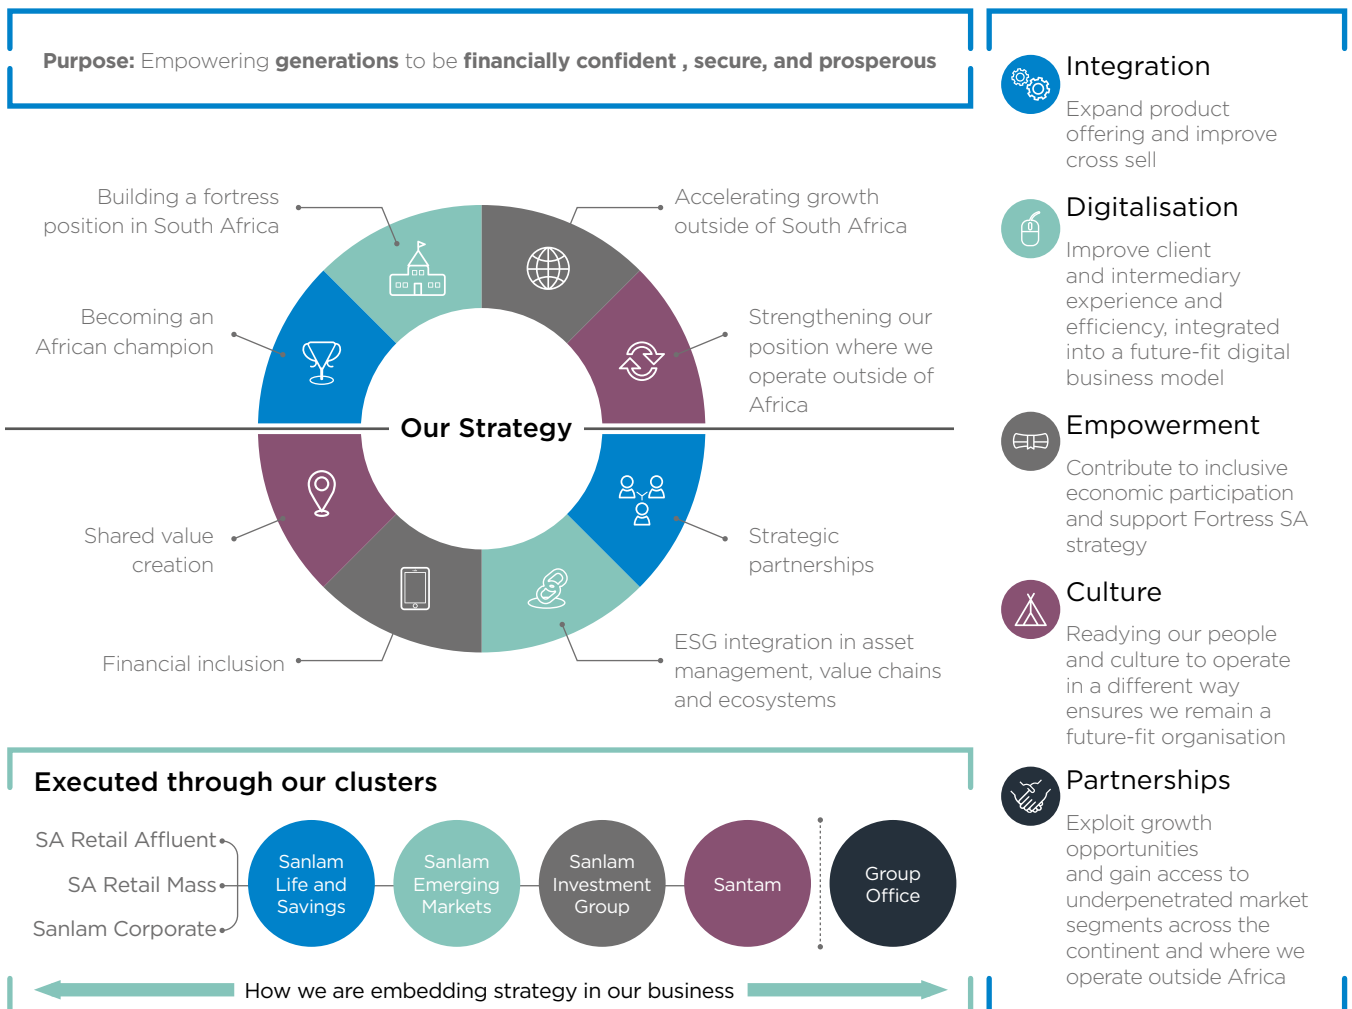 Purpose: Empowering generations to be financially confident , secure, and prosperous
Building a fortress
position in South Africa
Accelerating growth
outside of South Africa
Becoming an
African champion
Strengthening our
position where we
operate outside of
Africa
Our Strategy
Shared value
creation
Strategic
partnerships
Financial inclusion
ESG integration in asset
management, value chains
and ecosystems
Executed through our clusters
SA Retail Affluent
SA Retail Mass
Sanlam Corporate
Sanlam
Life and
Savings
Sanlam
Emerging
Markets
Sanlam
Investment
Group
Santam
Group
Office
How we are embedding strategy in our business
Integration
Expand product
offering and improve
cross sell
Digitalisation
Improve client
and intermediary
experience and
efficiency, integrated
into a future-fit digital
business model
Empowerment
Contribute to inclusive
economic participation
and support Fortress SA
strategy
Culture
Readying our people
and culture to operate
in a different way
ensures we remain a
future-fit organisation
Partnerships
Exploit growth
opportunities
and gain access to
underpenetrated market
segments across the
continent and where we
operate outside Africa